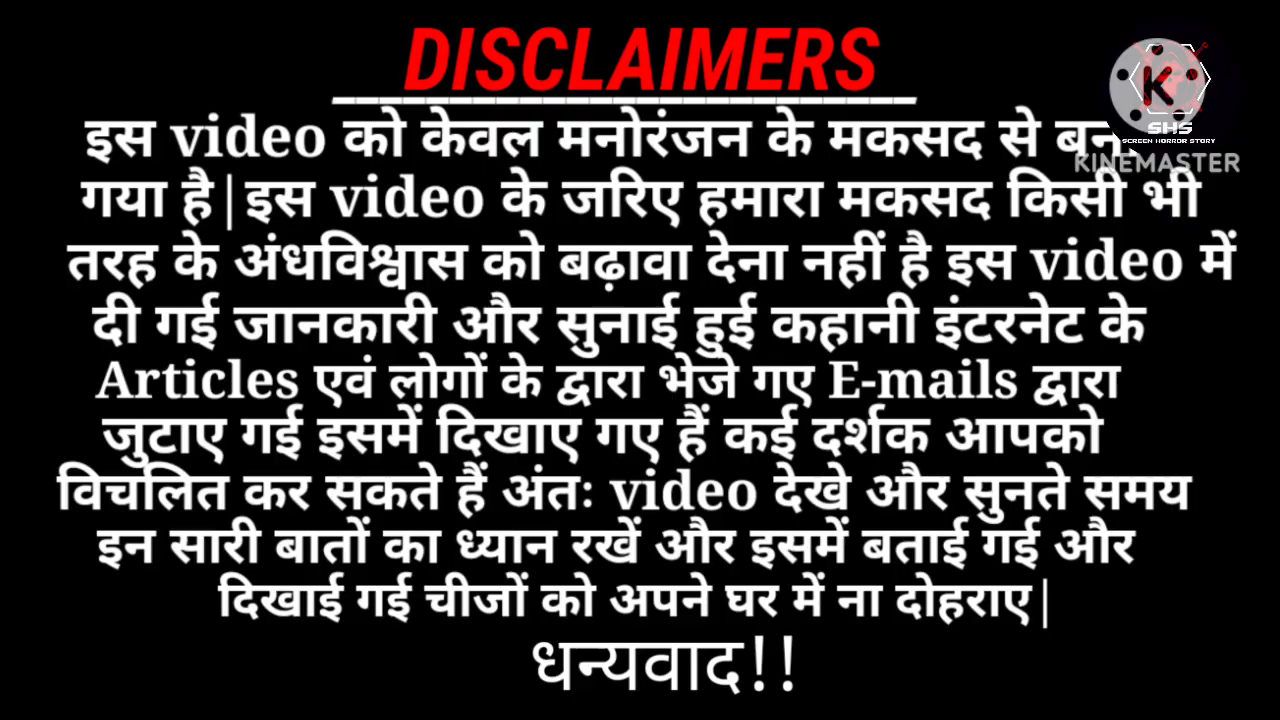 DISCLAIMERS
इस video को केवल मनोरंजन के मकसद से
गया है|इस video के जरिए हमारा मकसद किसी भी
तरह के अंधविश्वास को बढ़ावा देना नहीं है इस video में
दी गई जानकारी और सुनाई हुई कहानी इंटरनेट के
Articles एवं लोगों के द्वारा भेजे गए E-mails द्वारा
जुटाए गई इसमें दिखाए गए हैं कई दर्शक आपको
विचलित कर सकते हैं अंतः video देखे और सुनते समय
इन सारी बातों का ध्यान रखें और इसमें बताई गई और
दिखाई गई चीजों को अपने घर में ना दोहराए|
धन्यवाद!!
K
SHS
SCREEN HORROR STORY
KINEMASTER